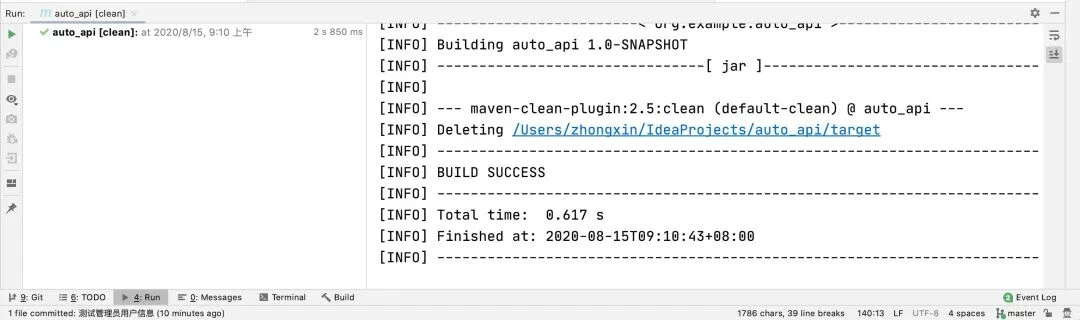 Run: auto_api [clean] ×
auto_api [clean]: at 2020/8/15, 9:10 上午 2 s 850 ms
[INFO] -------------------------< org.example:auto_api >-------------------------
[INFO] Building auto_api 1.0-SNAPSHOT
[INFO] --------------------------------[ jar ]---------------------------------
[INFO]
[INFO] --- maven-clean-plugin:2.5:clean (default-clean) @ auto_api ---
[INFO] Deleting /Users/zhongxin/IdeaProjects/auto_api/target
[INFO] ------------------------------------------------------------------------
[INFO] BUILD SUCCESS
[INFO] ------------------------------------------------------------------------
[INFO] Total time:  0.617 s
[INFO] Finished at: 2020-08-15T09:10:43+08:00
[INFO] ------------------------------------------------------------------------
9: Git 6: TODO 4: Run 0: Messages Terminal Build 2 Event Log
1 file committed: 测试管理员用户信息 (10 minutes ago) 1786 chars, 39 line breaks 140:13 LF UTF-8 4 spaces master